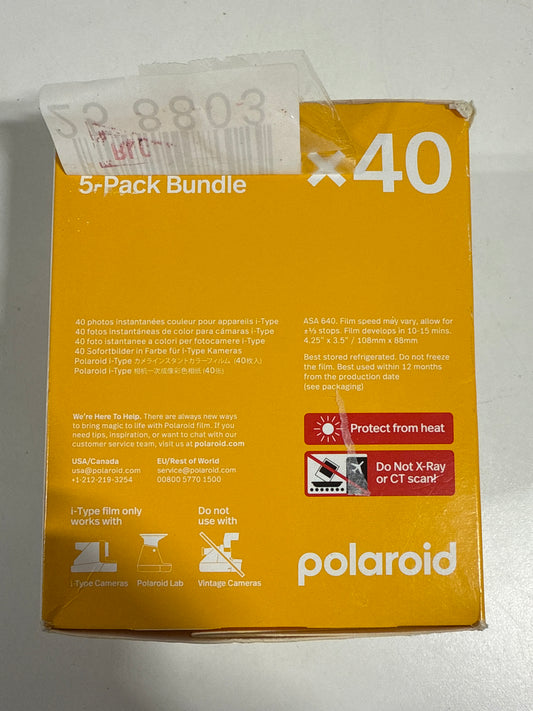 25 8803
5-Pack Bundle
×40
40 photos instantanées couleur pour appareils i-Type
40 fotos instantáneas de color para cámaras i-Type
40 foto istantanee a colori per fotocamere i-Type
40 Sofortbilder in Farbe für i-Type Kameras
Polaroid i-Type カメラインスタントカラーフィルム (40枚入)
Polaroid i-Type 相机一次成像彩色相纸 (40张)
ASA 640. Film speed may vary, allow for
±⅓ stops. Film develops in 10-15 mins.
4.25" x 3.5" / 108mm x 88mm
Best stored refrigerated. Do not freeze
the film. Best used within 12 months
from the production date
(see packaging)
We're Here To Help. There are always new ways
to bring magic to life with Polaroid film. If you
need tips, inspiration, or want to chat with our
customer service team, visit us at polaroid.com
USA/Canada
usa@polaroid.com
+1-212-219-3254
EU/Rest of World
service@polaroid.com
00800 5770 1500
Protect from heat
Do Not X-Ray
or CT scan!
i-Type film only
works with
Do not
use with
i-Type Cameras
Polaroid Lab
Vintage Cameras
polaroid